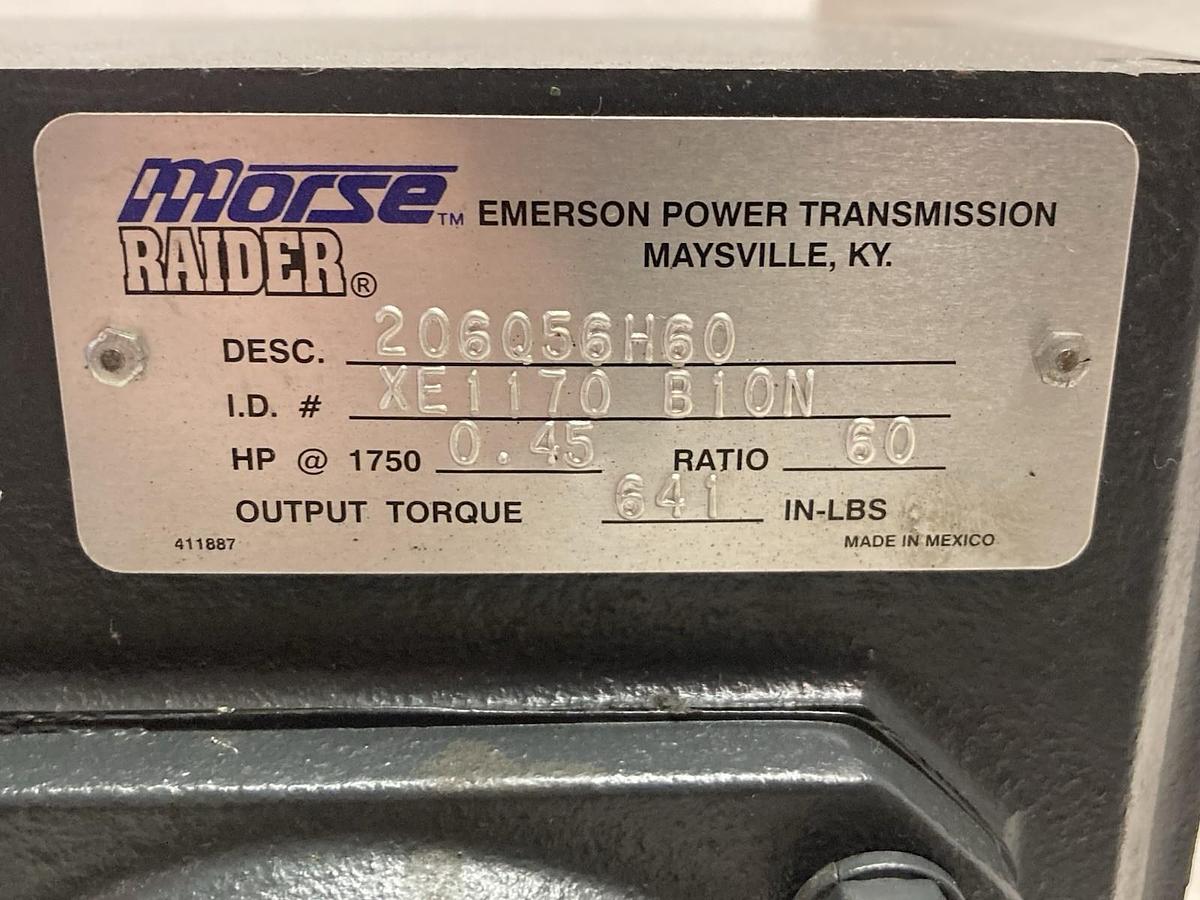 morse™ EMERSON POWER TRANSMISSION
RAIDER® MAYSVILLE, KY.
DESC. 206Q56H60
I.D. # XE1170 B10N
HP @ 1750 0.45 RATIO 60
OUTPUT TORQUE 641 IN-LBS
411887 MADE IN MEXICO